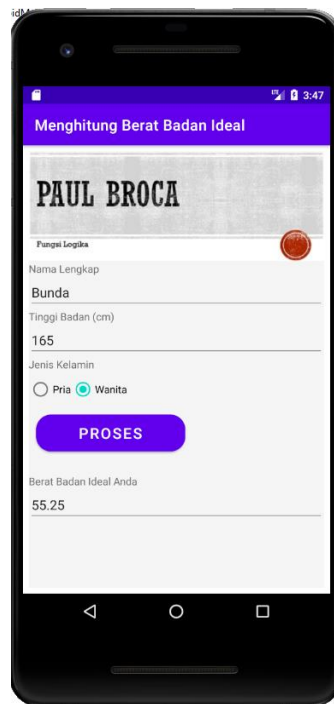 3:47
Menghitung Berat Badan Ideal
PAUL BROCA
Fungsi Logika
Nama Lengkap
Bunda
Tinggi Badan (cm)
165
Jenis Kelamin
Pria Wanita
PROSES
Berat Badan Ideal Anda
55.25